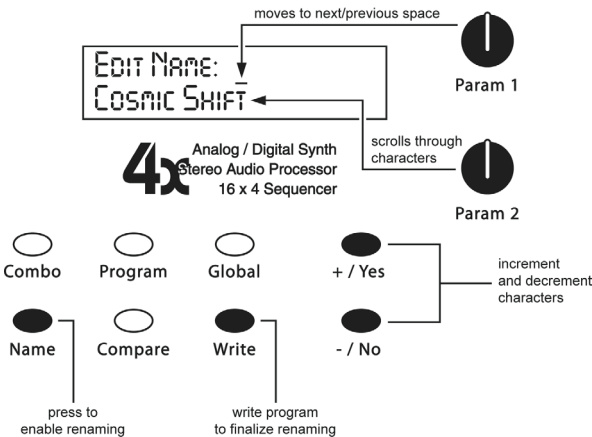 moves to next/previous space
Edit Name:
Cosmic Shift
Param 1
4x
Analog / Digital Synth
Stereo Audio Processor
16 x 4 Sequencer
scrolls through
characters
Param 2
Combo
Program
Global
+ / Yes
increment
and decrement
characters
Name
Compare
Write
- / No
press to
enable renaming
write program
to finalize renaming